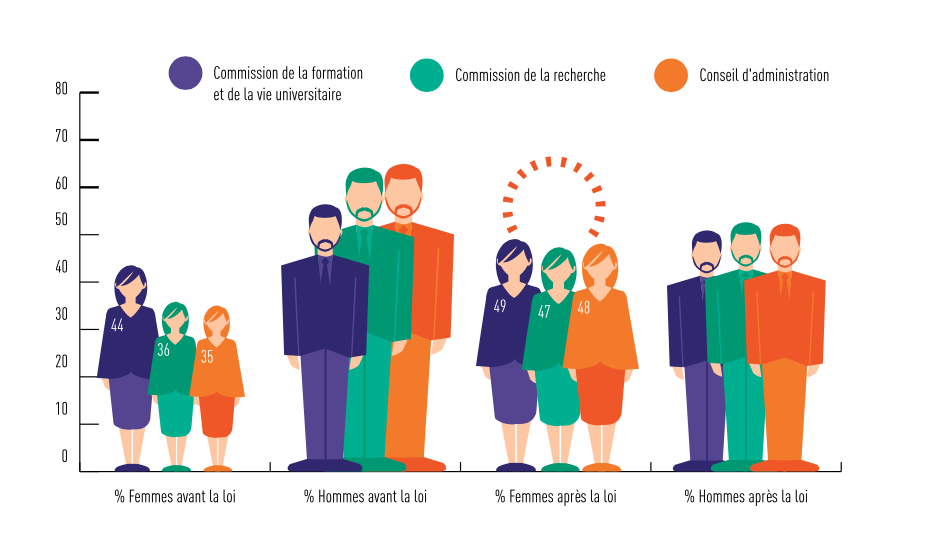 Commission de la formation
et de la vie universitaire
Commission de la recherche
Conseil d'administration
80
70
60
50
40
30
20
10
0
44
36
35
49
47
48
% Femmes avant la loi
% Hommes avant la loi
% Femmes après la loi
% Hommes après la loi